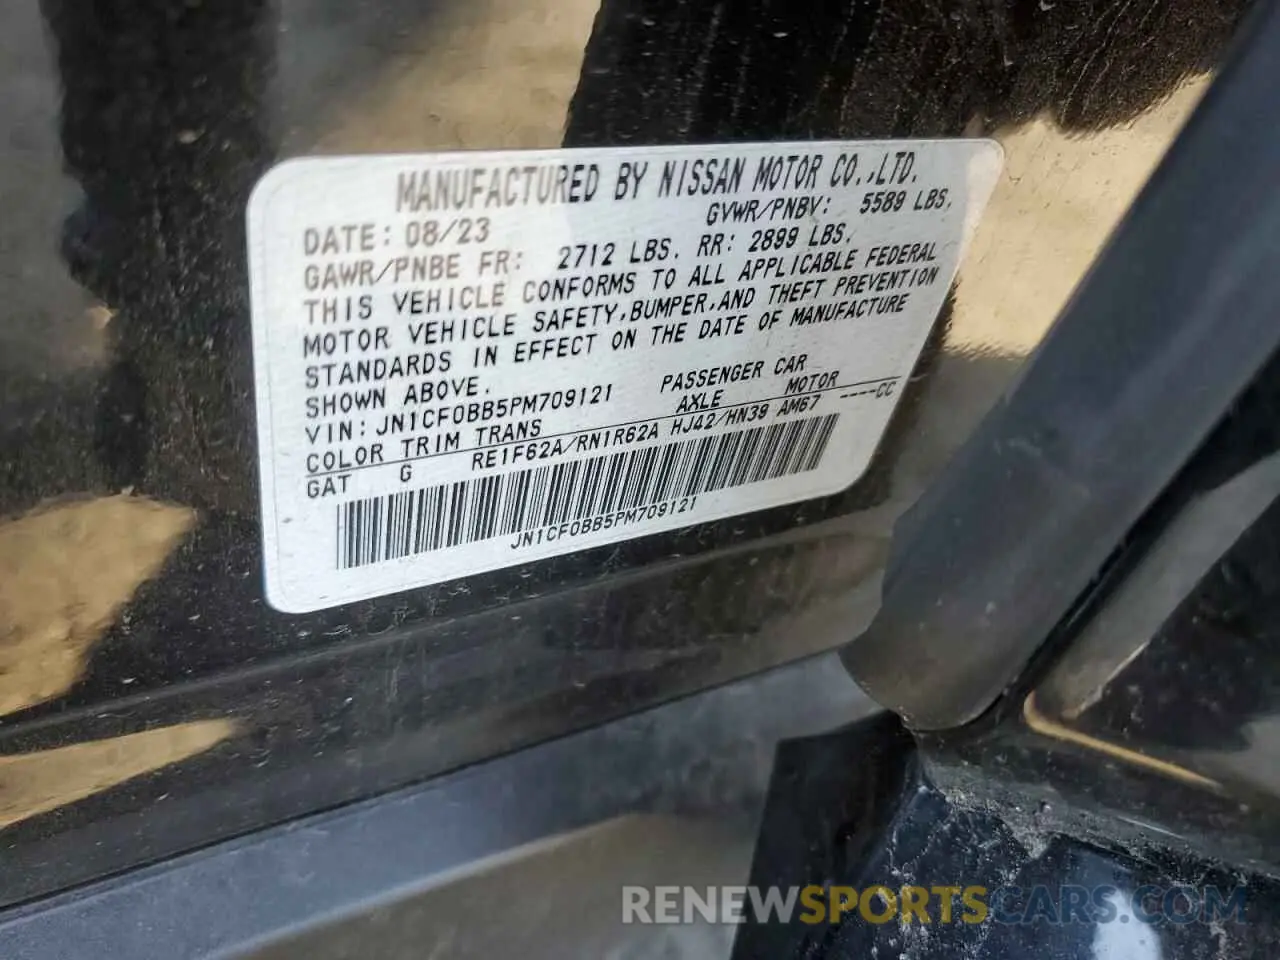 MANUFACTURED BY NISSAN MOTOR CO.,LTD.
DATE: 08/23 GVWR/PNBV: 5589 LBS.
GAWR/PNBE FR: 2712 LBS. RR: 2899 LBS.
THIS VEHICLE CONFORMS TO ALL APPLICABLE FEDERAL
MOTOR VEHICLE SAFETY,BUMPER,AND THEFT PREVENTION
STANDARDS IN EFFECT ON THE DATE OF MANUFACTURE
SHOWN ABOVE.
VIN: JN1CF0BB5PM709121 PASSENGER CAR
COLOR TRIM TRANS AXLE MOTOR
GAT G RE1F62A/RN1R62A HJ42/HN39 AM67 ----CC
JN1CF0BB5PM709121
RENEWSPORTSCARS.COM